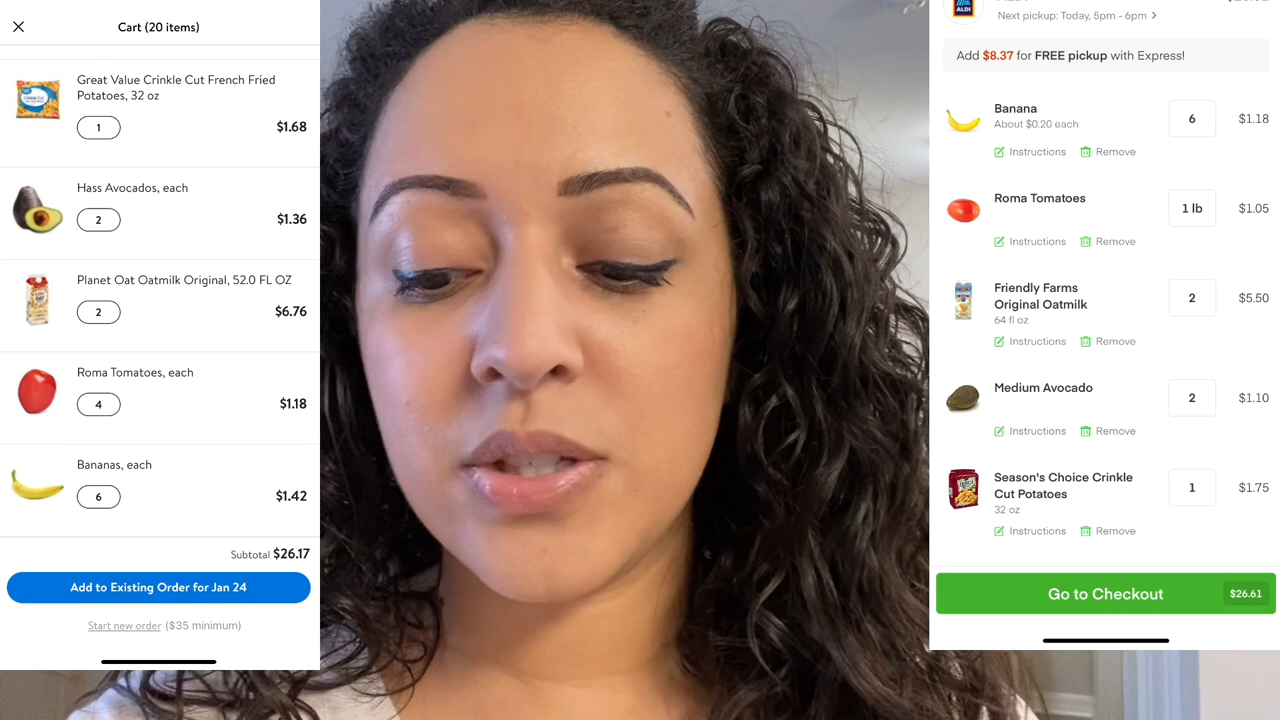 Cart (20 items)
Great Value Crinkle Cut French Fried
Potatoes, 32 oz
1
$1.68
Hass Avocados, each
2
$1.36
Planet Oat Oatmilk Original, 52.0 FL OZ
2
$6.76
Roma Tomatoes, each
4
$1.18
Bananas, each
6
$1.42
Subtotal $26.17
Add to Existing Order for Jan 24
Start new order ($35 minimum)
ALDI
Next pickup: Today, 5pm - 6pm
Add $8.37 for FREE pickup with Express!
Banana
About $0.20 each
6
$1.18
Instructions Remove
Roma Tomatoes
1 lb
$1.05
Instructions Remove
Friendly Farms
Original Oatmilk
64 fl oz
2
$5.50
Instructions Remove
Medium Avocado
2
$1.10
Instructions Remove
Season's Choice Crinkle
Cut Potatoes
32 oz
1
$1.75
Instructions Remove
Go to Checkout
$26.61